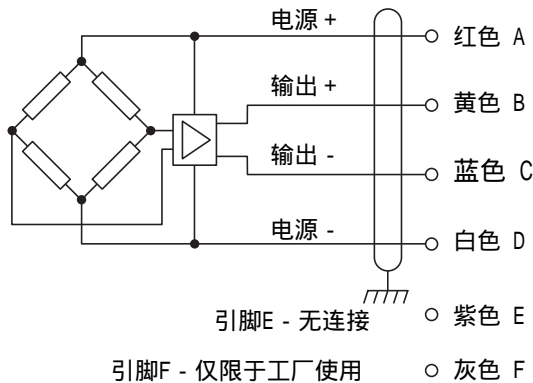 电源 +
红色 A
输出 +
黄色 B
输出 -
蓝色 C
电源 -
白色 D
引脚E - 无连接
紫色 E
引脚F - 仅限于工厂使用
灰色 F